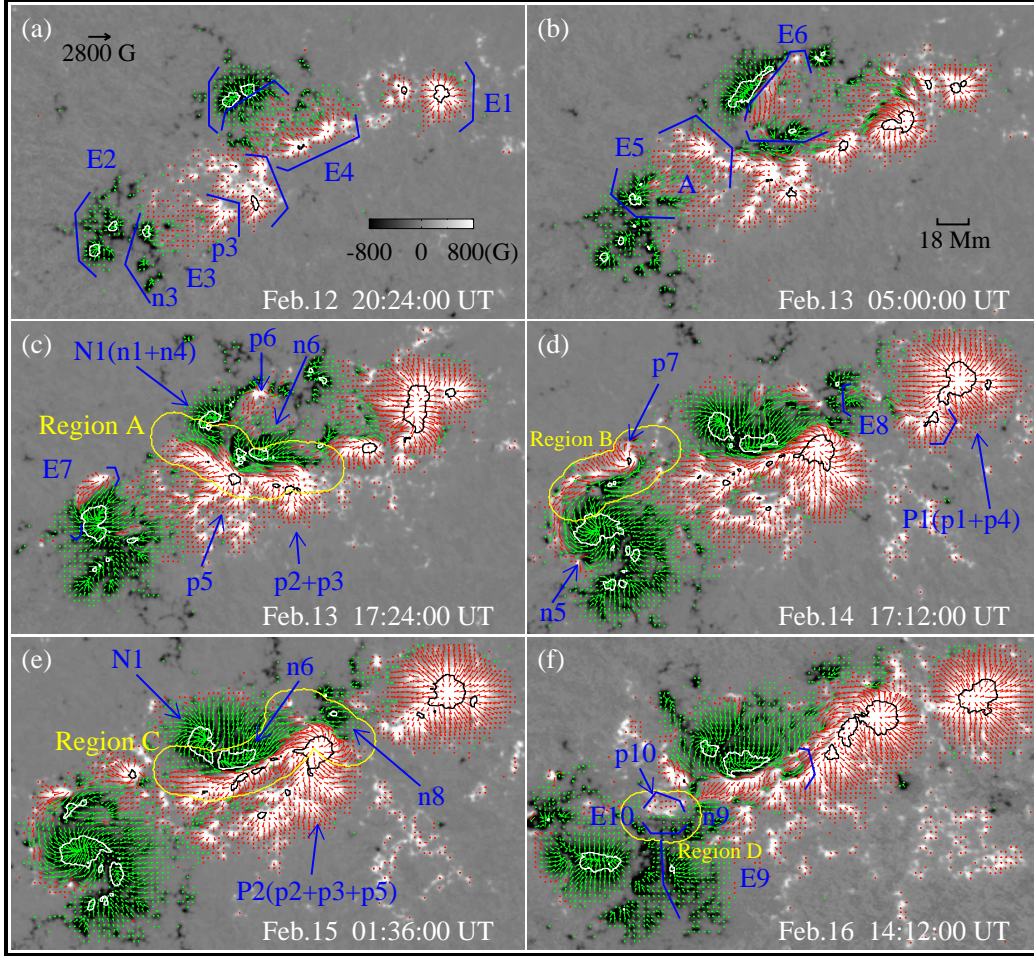 (a)
2800 G
E1
E2
E4
p3
E3
n3
-800 0 800(G)
Feb.12 20:24:00 UT
(b)
E6
E5
A
18 Mm
Feb.13 05:00:00 UT
(c)
p6
N1(n1+n4)
n6
Region A
E7
p5
p2+p3
Feb.13 17:24:00 UT
(d)
p7
E8
Region B
P1(p1+p4)
n5
Feb.14 17:12:00 UT
(e)
N1
n6
Region C
n8
P2(p2+p3+p5)
Feb.15 01:36:00 UT
(f)
p10
E10
n9
Region D
E9
Feb.16 14:12:00 UT